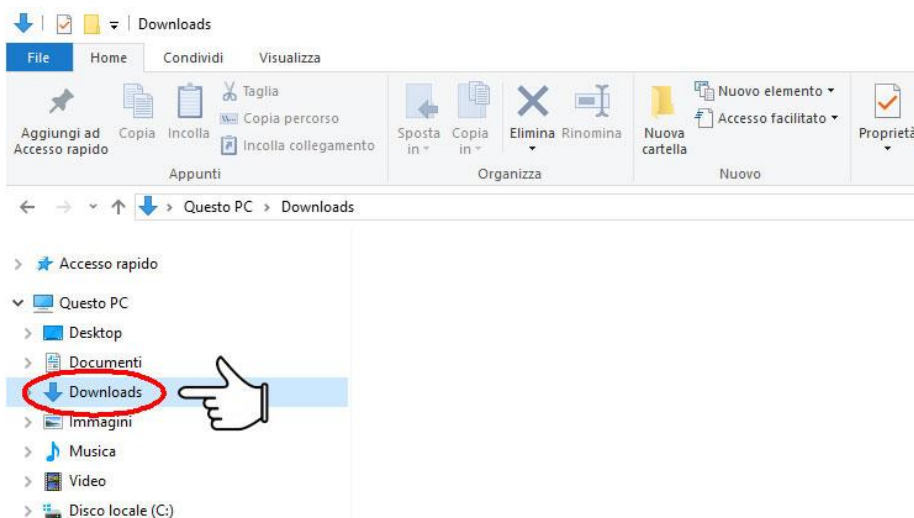 Downloads
File Home Condividi Visualizza
Aggiungi ad
Accesso rapido
Copia
Incolla
Taglia
Copia percorso
Incolla collegamento
Appunti
Sposta
in
Copia
in
Elimina
Rinomina
Organizza
Nuova
cartella
Nuovo elemento
Accesso facilitato
Nuovo
Proprietà
Questo PC > Downloads
Accesso rapido
Questo PC
Desktop
Documenti
Downloads
Immagini
Musica
Video
Disco locale (C:)